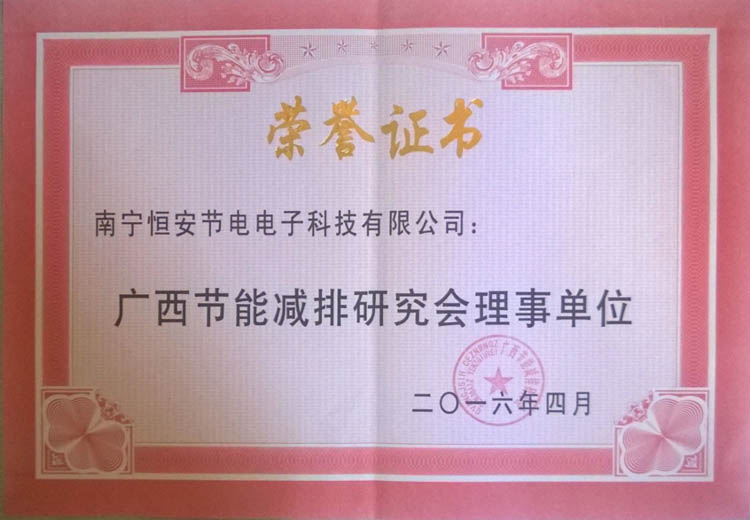 荣誉证书
南宁恒安节电电子科技有限公司：
广西节能减排研究会理事单位
二〇一六年四月